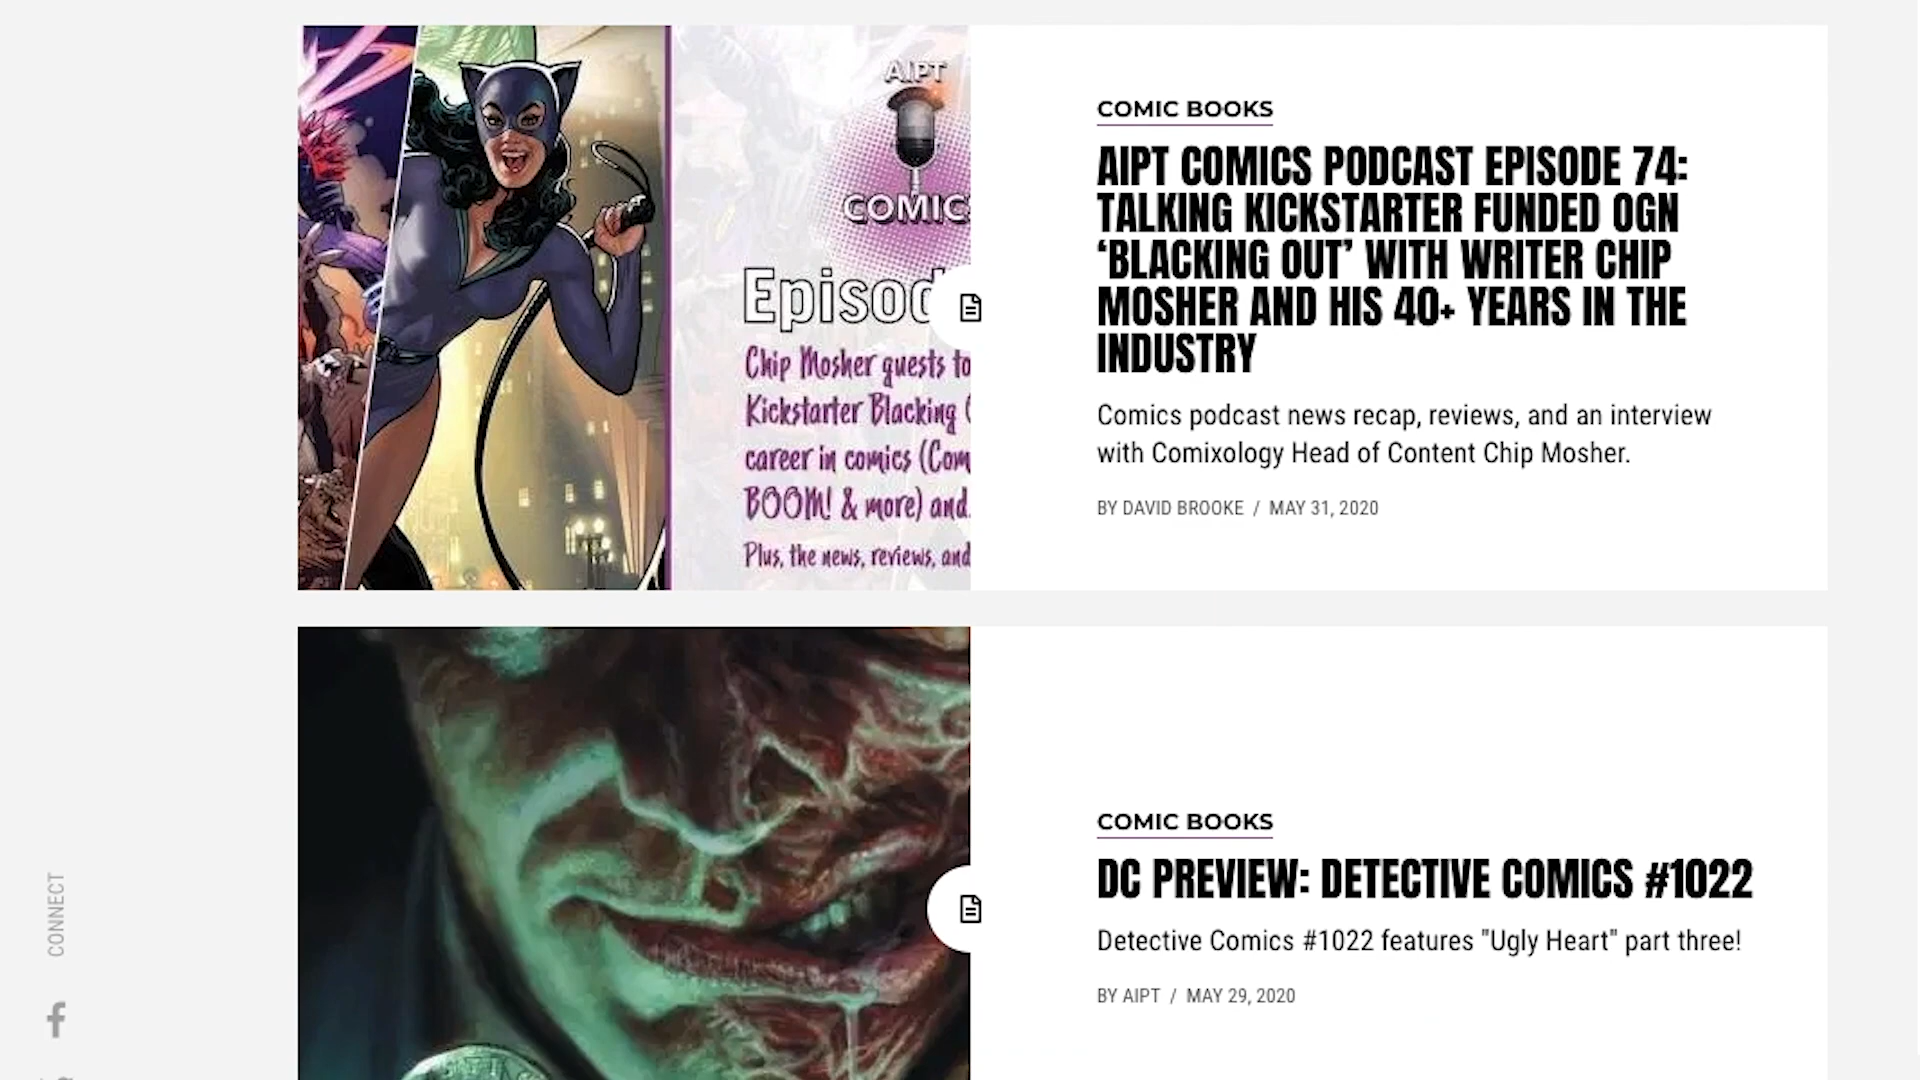 AIPT
COMIC
Episod
Chip Mosher guests to
Kickstarter Blacking
career in comics (Com
BOOM! & more) and
Plus, the news, reviews, and
COMIC BOOKS
AIPT COMICS PODCAST EPISODE 74:
TALKING KICKSTARTER FUNDED OGN
‘BLACKING OUT’ WITH WRITER CHIP
MOSHER AND HIS 40+ YEARS IN THE
INDUSTRY
Comics podcast news recap, reviews, and an interview
with Comixology Head of Content Chip Mosher.
BY DAVID BROOKE / MAY 31, 2020
COMIC BOOKS
DC PREVIEW: DETECTIVE COMICS #1022
Detective Comics #1022 features "Ugly Heart" part three!
BY AIPT / MAY 29, 2020
CONNECT